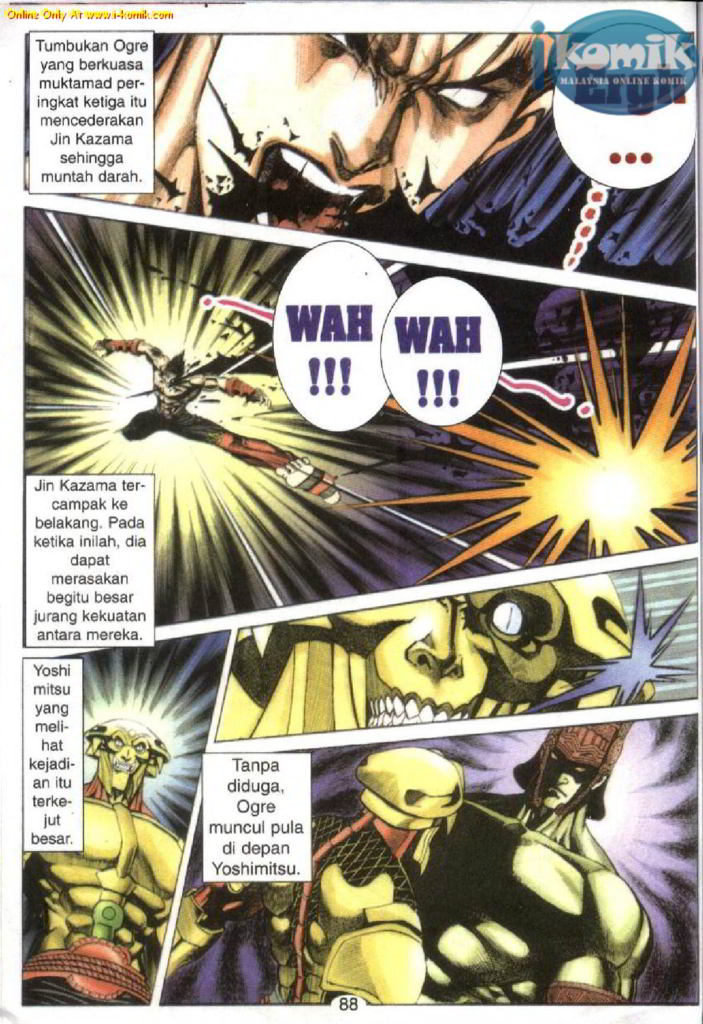 Online Only At www.i-komik.com
ikomik
MALAYSIA ONLINE KOMIK
Tumbukan Ogre
yang berkuasa
muktamad per-
ingkat ketiga itu
mencederakan
Jin Kazama
sehingga
muntah darah.
...
WAH
!!!
WAH
!!!
Jin Kazama ter-
campak ke
belakang. Pada
ketika inilah, dia
dapat
merasakan
begitu besar
jurang kekuatan
antara mereka.
Yoshi
mitsu
yang
meli-
hat
kejadi-
an itu
terke-
jut
besar.
Tanpa
diduga,
Ogre
muncul pula
di depan
Yoshimitsu.
88